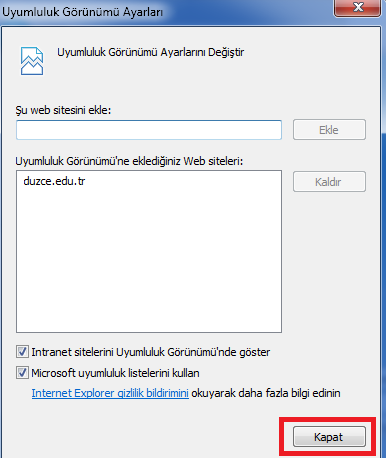 Uyumluluk Görünümü Ayarları
Uyumluluk Görünümü Ayarlarını Değiştir
Şu web sitesini ekle:
Ekle
Uyumluluk Görünümü'ne eklediğiniz Web siteleri:
duzce.edu.tr
Kaldır
Intranet sitelerini Uyumluluk Görünümü'nde göster
Microsoft uyumluluk listelerini kullan
Internet Explorer gizlilik bildirimini okuyarak daha fazla bilgi edinin
Kapat